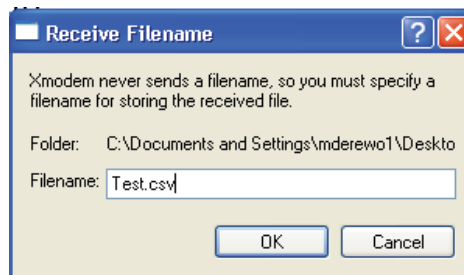 Receive Filename
Xmodem never sends a filename, so you must specify a
filename for storing the received file.
Folder: C:\Documents and Settings\mderewo1\Deskto
Filename: Test.csv
OK Cancel